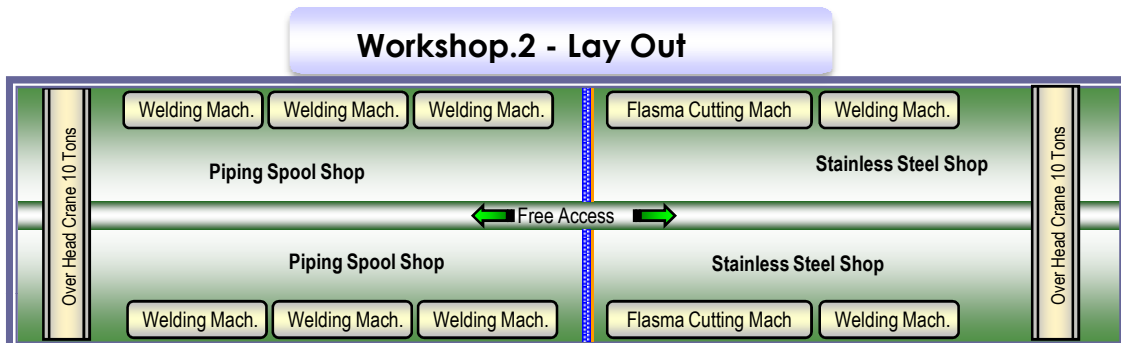 Workshop.2 - Lay Out
Welding Mach. Welding Mach. Welding Mach. Flasma Cutting Mach Welding Mach.
Over Head Crane 10 Tons
Piping Spool Shop
Stainless Steel Shop
Over Head Crane 10 Tons
Free Access
Piping Spool Shop
Stainless Steel Shop
Welding Mach. Welding Mach. Welding Mach. Flasma Cutting Mach Welding Mach.